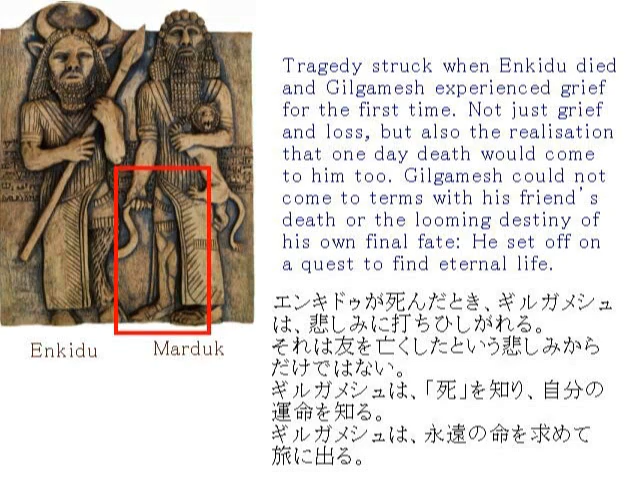 Tragedy struck when Enkidu died
and Gilgamesh experienced grief
for the first time. Not just grief
and loss, but also the realisation
that one day death would come
to him too. Gilgamesh could not
come to terms with his friend's
death or the looming destiny of
his own final fate: He set off on
a quest to find eternal life.
エンキドゥが死んだとき、ギルガメシュ
は、悲しみに打ちひしがれる。
それは友を亡くしたという悲しみから
だけではない。
ギルガメシュは、「死」を知り、自分の
運命を知る。
ギルガメシュは、永遠の命を求めて
旅に出る。
Enkidu
Marduk